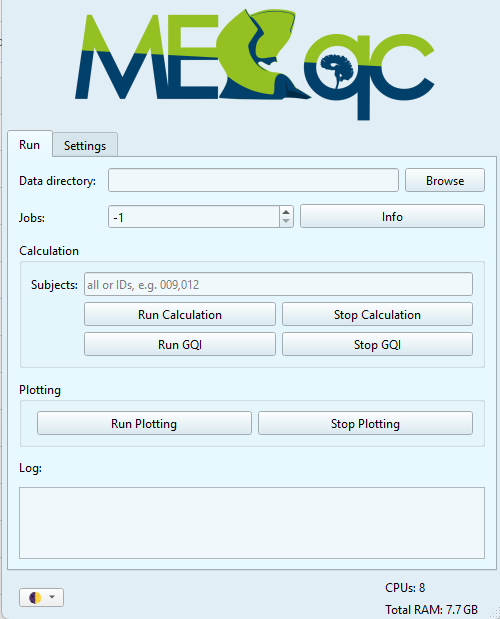 MEGqc
Run
Settings
Data directory:
Browse
Jobs: -1
Info
Calculation
Subjects: all or IDs, e.g. 009,012
Run Calculation
Stop Calculation
Run GQI
Stop GQI
Plotting
Run Plotting
Stop Plotting
Log:
CPUs: 8
Total RAM: 7.7 GB